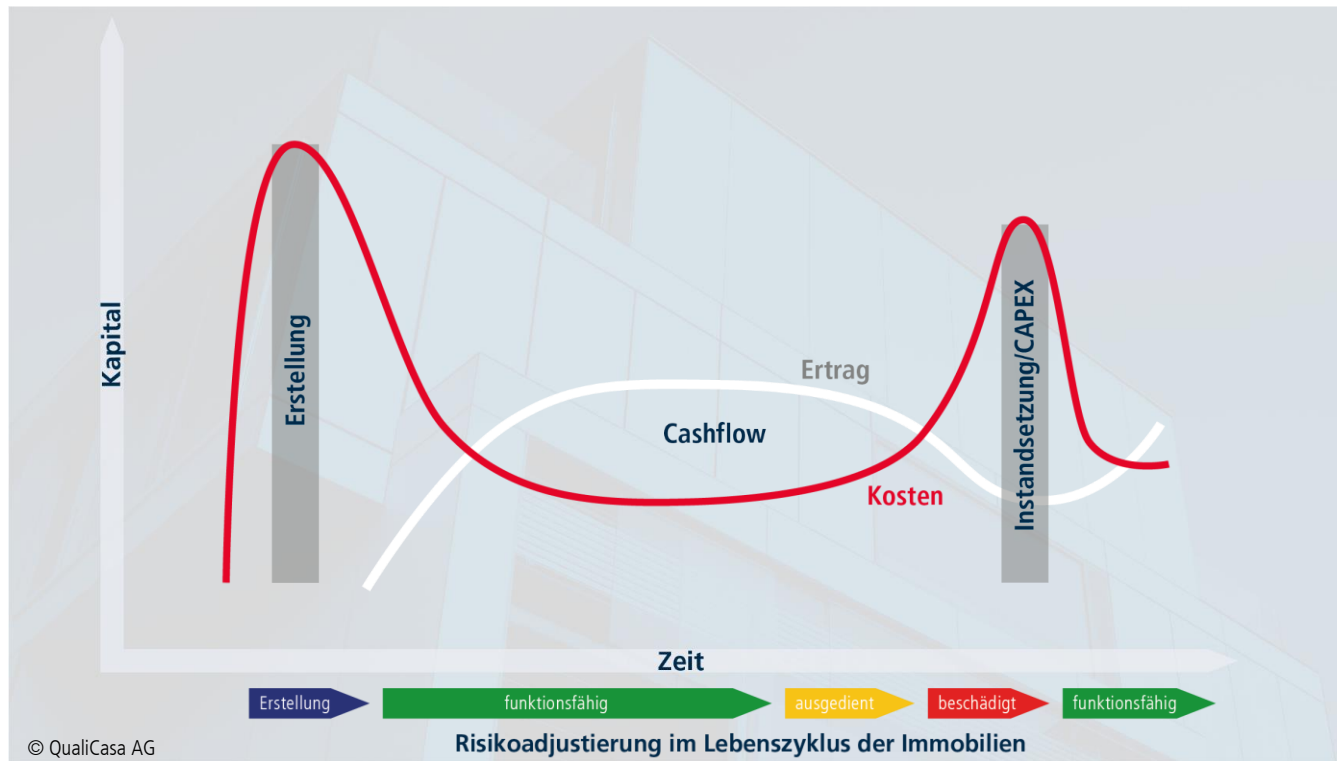 Kapital
Erstellung
Ertrag
Cashflow
Kosten
Instandsetzung/CAPEX
Zeit
Erstellung
funktionsfähig
ausgedient
beschädigt
funktionsfähig
© QualiCasa AG
Risikoadjustierung im Lebenszyklus der Immobilien